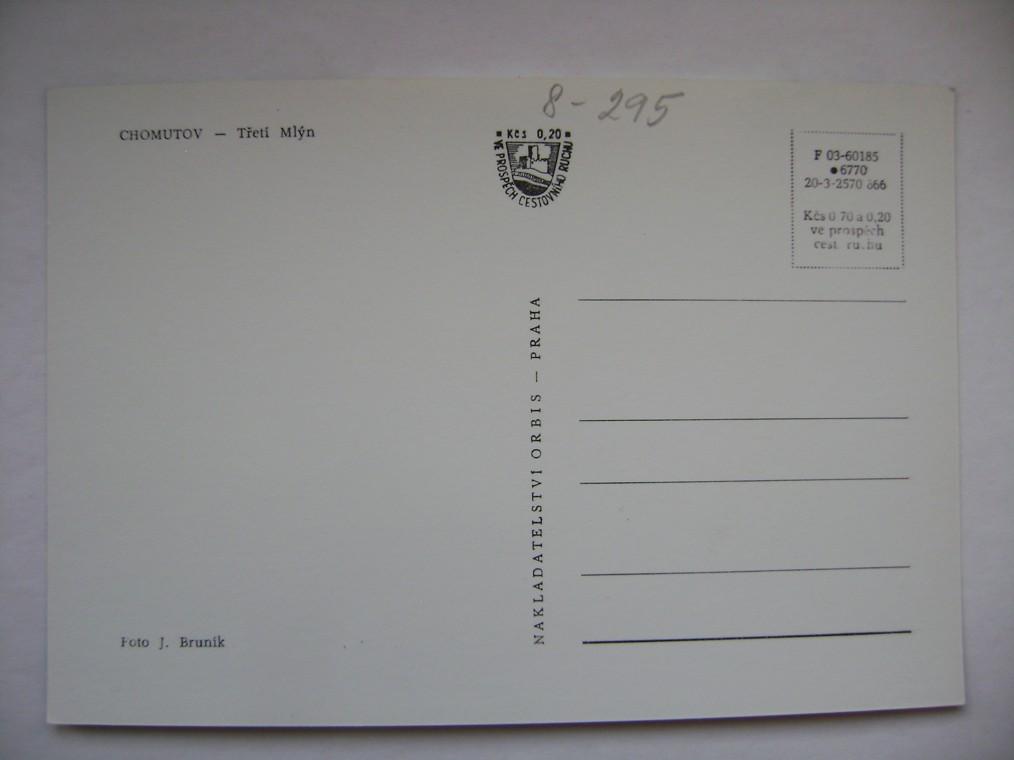 8-295
CHOMUTOV — Třetí Mlýn
Kčs 0,20
VE PROSPĚCH CESTOVNÍHO RUCHU
F 03-60185
•6770
20-3-2570 866
Kčs 0 70 a 0,20
ve prospěch
cest. ruchu
NAKLADATELSTVÍ ORBIS — PRAHA
Foto J. Bruník